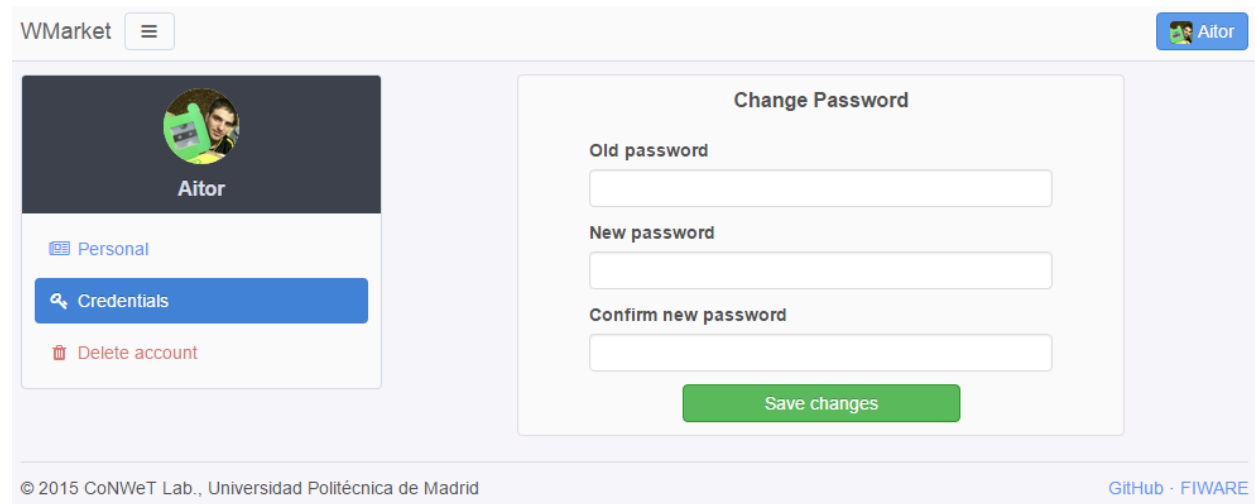 WMarket
Aitor
Aitor
Personal
Credentials
Delete account
Change Password
Old password
New password
Confirm new password
Save changes
© 2015 CoNWeT Lab., Universidad Politécnica de Madrid
GitHub · FIWARE